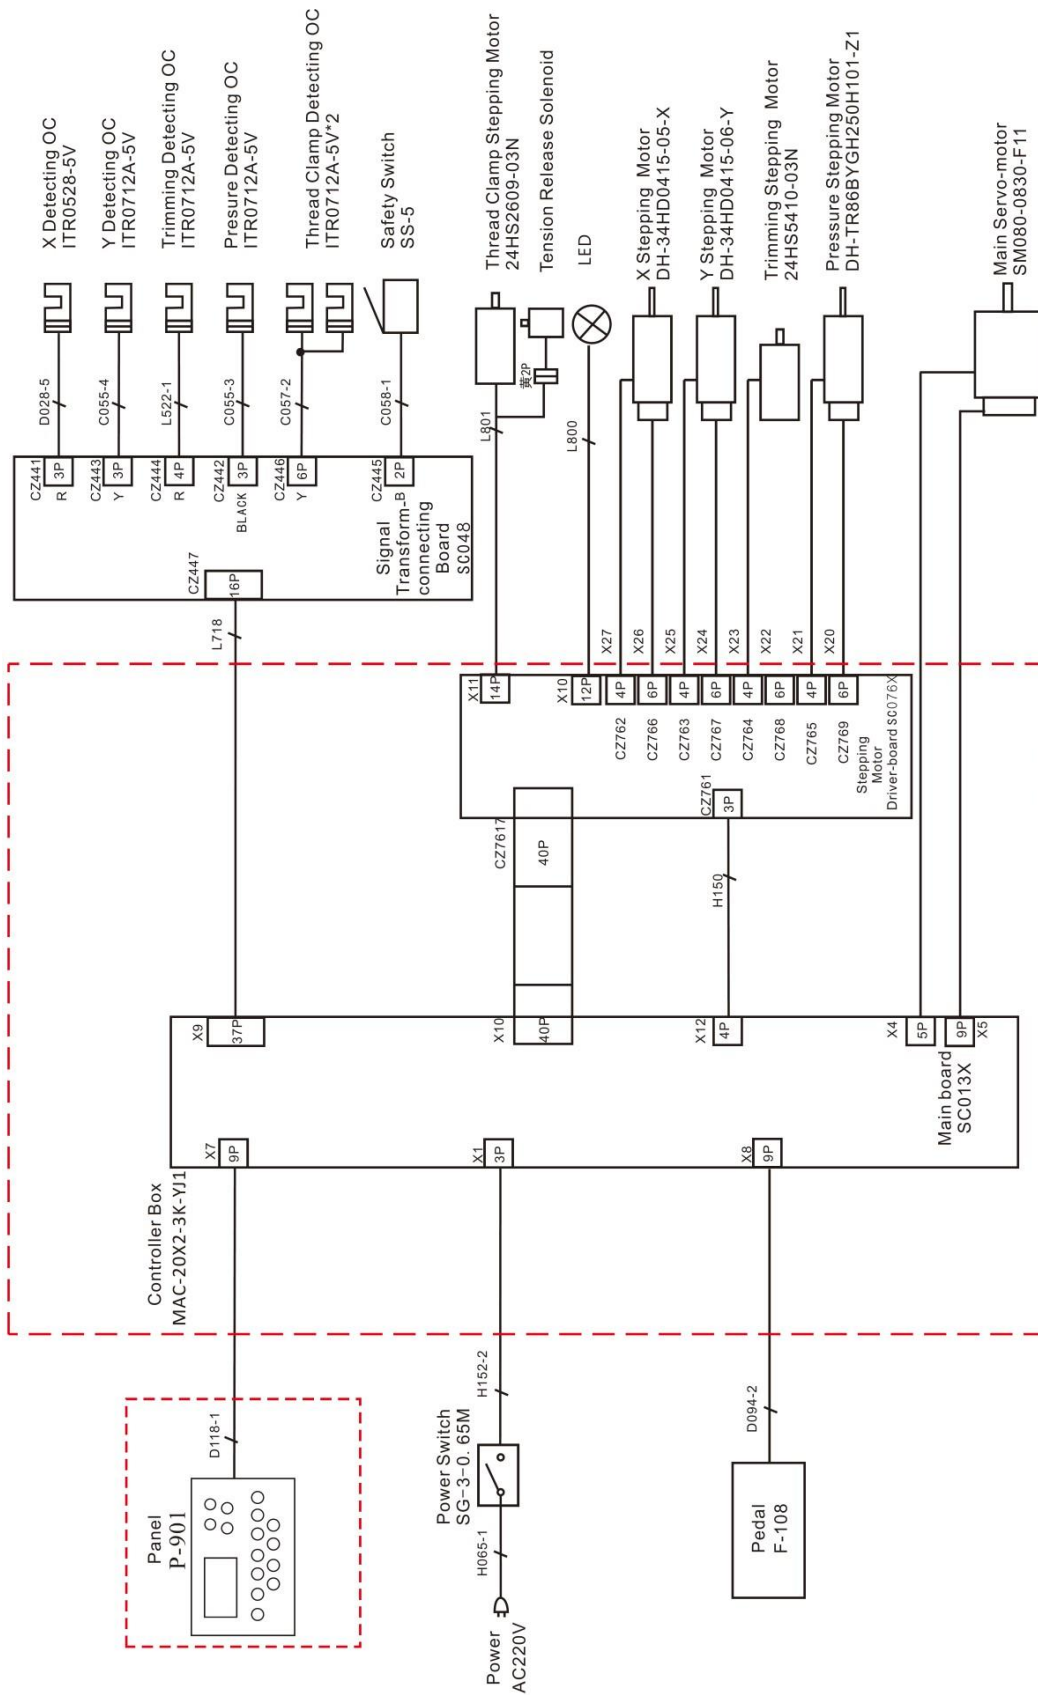 X Detecting OC
ITR0528-5V
Y Detecting OC
ITR0712A-5V
Trimming Detecting OC
ITR0712A-5V
Presure Detecting OC
ITR0712A-5V
Thread Clamp Detecting OC
ITR0712A-5V*2
Safety Switch
SS-5
Thread Clamp Stepping Motor
24HS2609-03N
Tension Release Solenoid
LED
X Stepping Motor
DH-34HD0415-05-X
Y Stepping Motor
DH-34HD0415-06-Y
Trimming Stepping Motor
24HS5410-03N
Pressure Stepping Motor
DH-TR86BYGH250H101-Z1
Main Servo-motor
SM080-0830-F11
D028-5
C055-4
L522-1
C055-3
C057-2
C058-1
L801
黄2P
L800
CZ441
3P
R
CZ443
3P
Y
CZ444
4P
R
CZ442
3P
BLACK
CZ446
6P
Y
CZ445
2P
B
CZ447
16P
Signal
Transform-
connecting
Board
SC048
L718
X11
14P
X10
12P
X27
4P
CZ762
X26
6P
CZ766
X25
4P
CZ763
X24
6P
CZ767
X23
4P
CZ764
X22
6P
CZ768
X21
4P
CZ765
X20
6P
CZ769
Stepping
Motor
Driver-board SC076X
CZ7617
40P
CZ761
3P
H150
X9
37P
X10
40P
X12
4P
X4
5P
X5
9P
Main board
SC013X
X7
9P
X1
3P
X8
9P
Controller Box
MAC-20X2-3K-YJ1
D118-1
H152-2
D094-2
Panel
P-901
Power Switch
SG-3-0. 65M
H065-1
Power
AC220V
Pedal
F-108